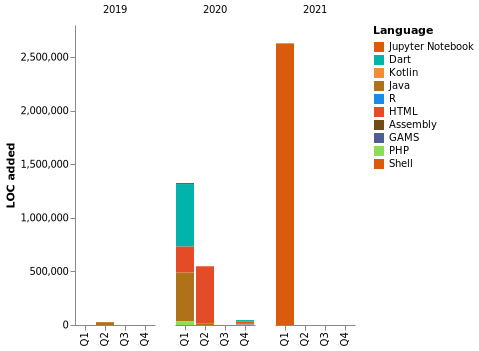 2019 2020 2021
Language
Jupyter Notebook
Dart
Kotlin
Java
R
HTML
Assembly
GAMS
PHP
Shell
LOC added
2,500,000
2,000,000
1,500,000
1,000,000
500,000
0
Q1 Q2 Q3 Q4 Q1 Q2 Q3 Q4 Q1 Q2 Q3 Q4